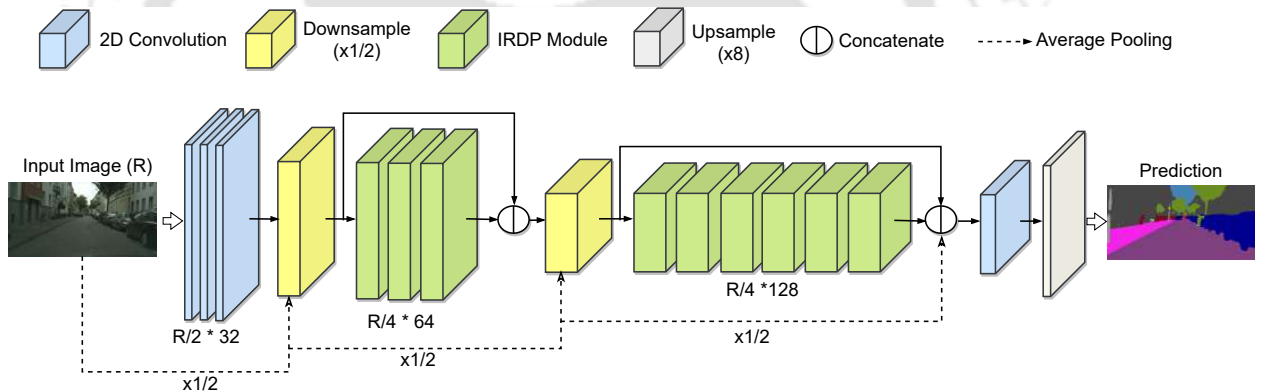 2D Convolution
Downsample
(x1/2)
IRDP Module
Upsample
(x8)
Concatenate
Average Pooling
Input Image (R)
Prediction
R/2 * 32
R/4 * 64
R/4 *128
x1/2
x1/2
x1/2